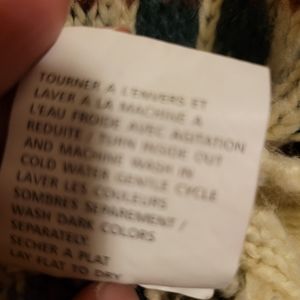 TOURNER A L'ENVERS ET
LAVER A LA MACHINE A
L'EAU FROIDE AVEC AGITATION
REDUITE / TURN INSIDE OUT
AND MACHINE WASH IN
COLD WATER GENTLE CYCLE
LAVER LES COULEURS
SOMBRES SEPAREMENT /
WASH DARK COLORS
SEPARATELY.
SECHER A PLAT
LAY FLAT TO DRY